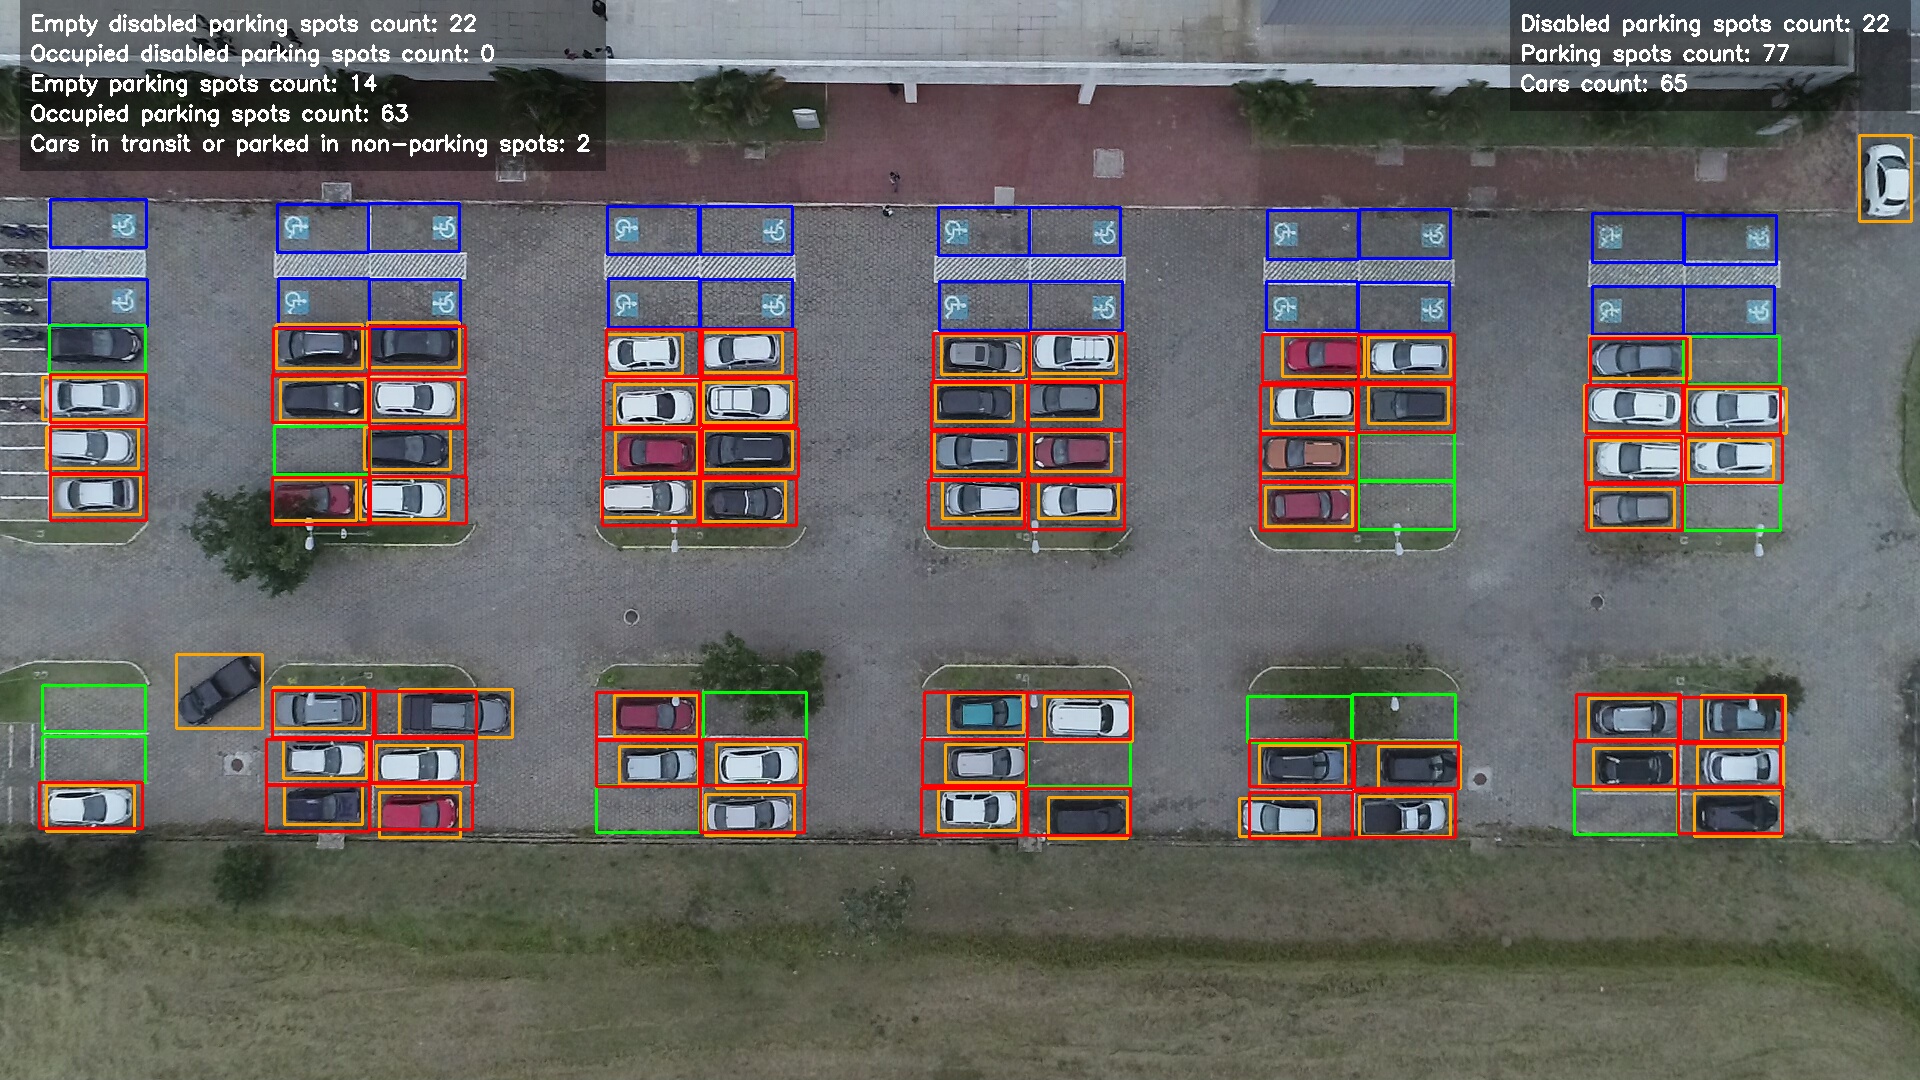 Empty disabled parking spots count: 22
Occupied disabled parking spots count: 0
Empty parking spots count: 14
Occupied parking spots count: 63
Cars in transit or parked in non-parking spots: 2
Disabled parking spots count: 22
Parking spots count: 77
Cars count: 65